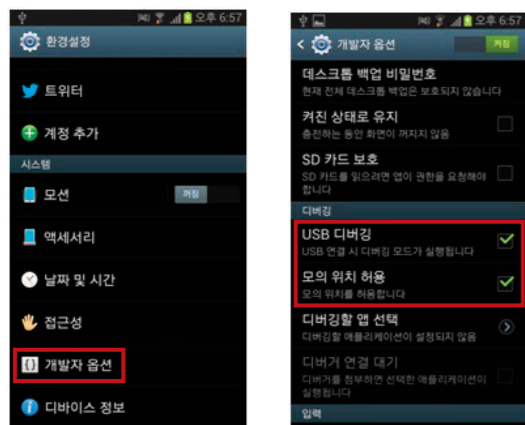 오후 6:57
환경설정
트위터
계정 추가
시스템
모션
꺼짐
액세서리
날짜 및 시간
접근성
개발자 옵션
디바이스 정보
오후 6:57
개발자 옵션
켜짐
데스크톱 백업 비밀번호
현재 전체 데스크톱 백업은 보호되지 않습니다
켜진 상태로 유지
충전하는 동안 화면이 꺼지지 않음
SD 카드 보호
SD 카드를 읽으려면 앱이 권한을 요청해야
합니다
디버깅
USB 디버깅
USB 연결 시 디버깅 모드가 실행됩니다
모의 위치 허용
모의 위치를 허용합니다
디버깅할 앱 선택
디버깅할 애플리케이션이 설정되지 않음
디버거 연결 대기
디버거를 첨부하면 선택한 애플리케이션이
실행됩니다
입력